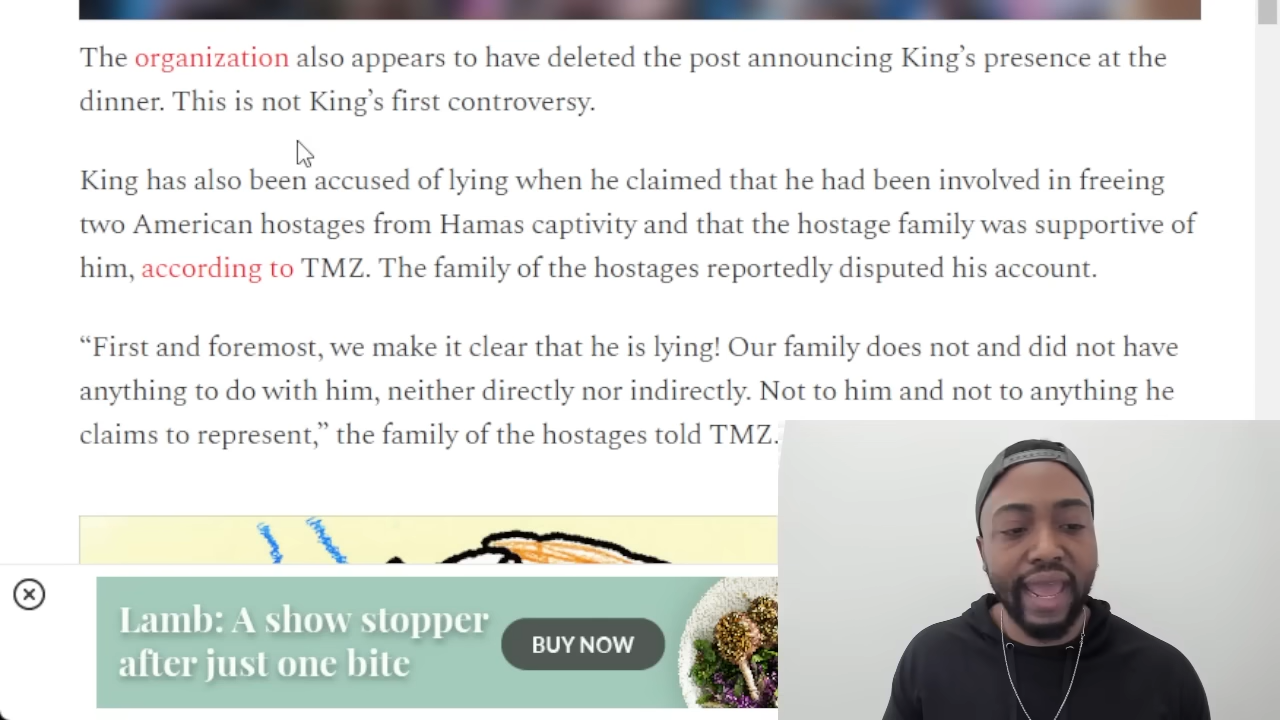 The organization also appears to have deleted the post announcing King’s presence at the
dinner. This is not King’s first controversy.
King has also been accused of lying when he claimed that he had been involved in freeing
two American hostages from Hamas captivity and that the hostage family was supportive of
him, according to TMZ. The family of the hostages reportedly disputed his account.
“First and foremost, we make it clear that he is lying! Our family does not and did not have
anything to do with him, neither directly nor indirectly. Not to him and not to anything he
claims to represent,” the family of the hostages told TMZ.
Lamb: A show stopper
after just one bite
BUY NOW